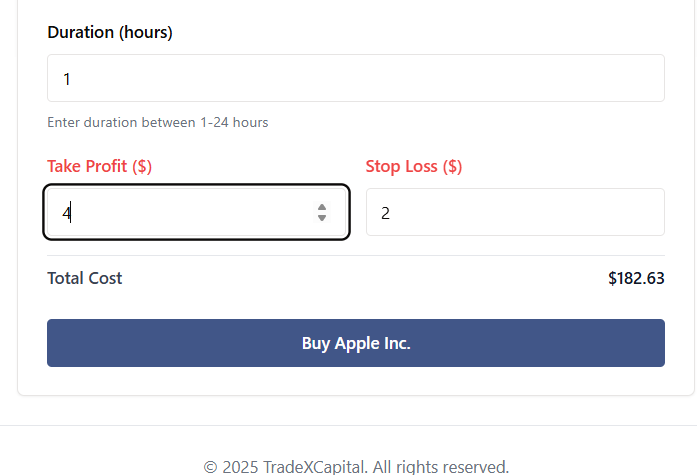 Duration (hours)
1
Enter duration between 1-24 hours
Take Profit ($) Stop Loss ($)
4 2
Total Cost $182.63
Buy Apple Inc.
© 2025 TradeXCapital. All rights reserved.